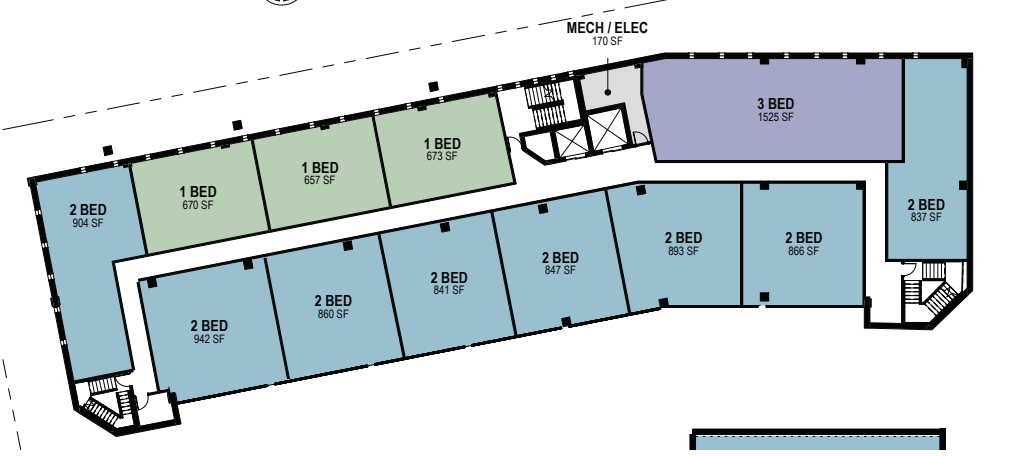 MECH / ELEC
170 SF
3 BED
1525 SF
1 BED
673 SF
1 BED
657 SF
1 BED
670 SF
2 BED
904 SF
2 BED
837 SF
2 BED
942 SF
2 BED
860 SF
2 BED
841 SF
2 BED
847 SF
2 BED
893 SF
2 BED
866 SF